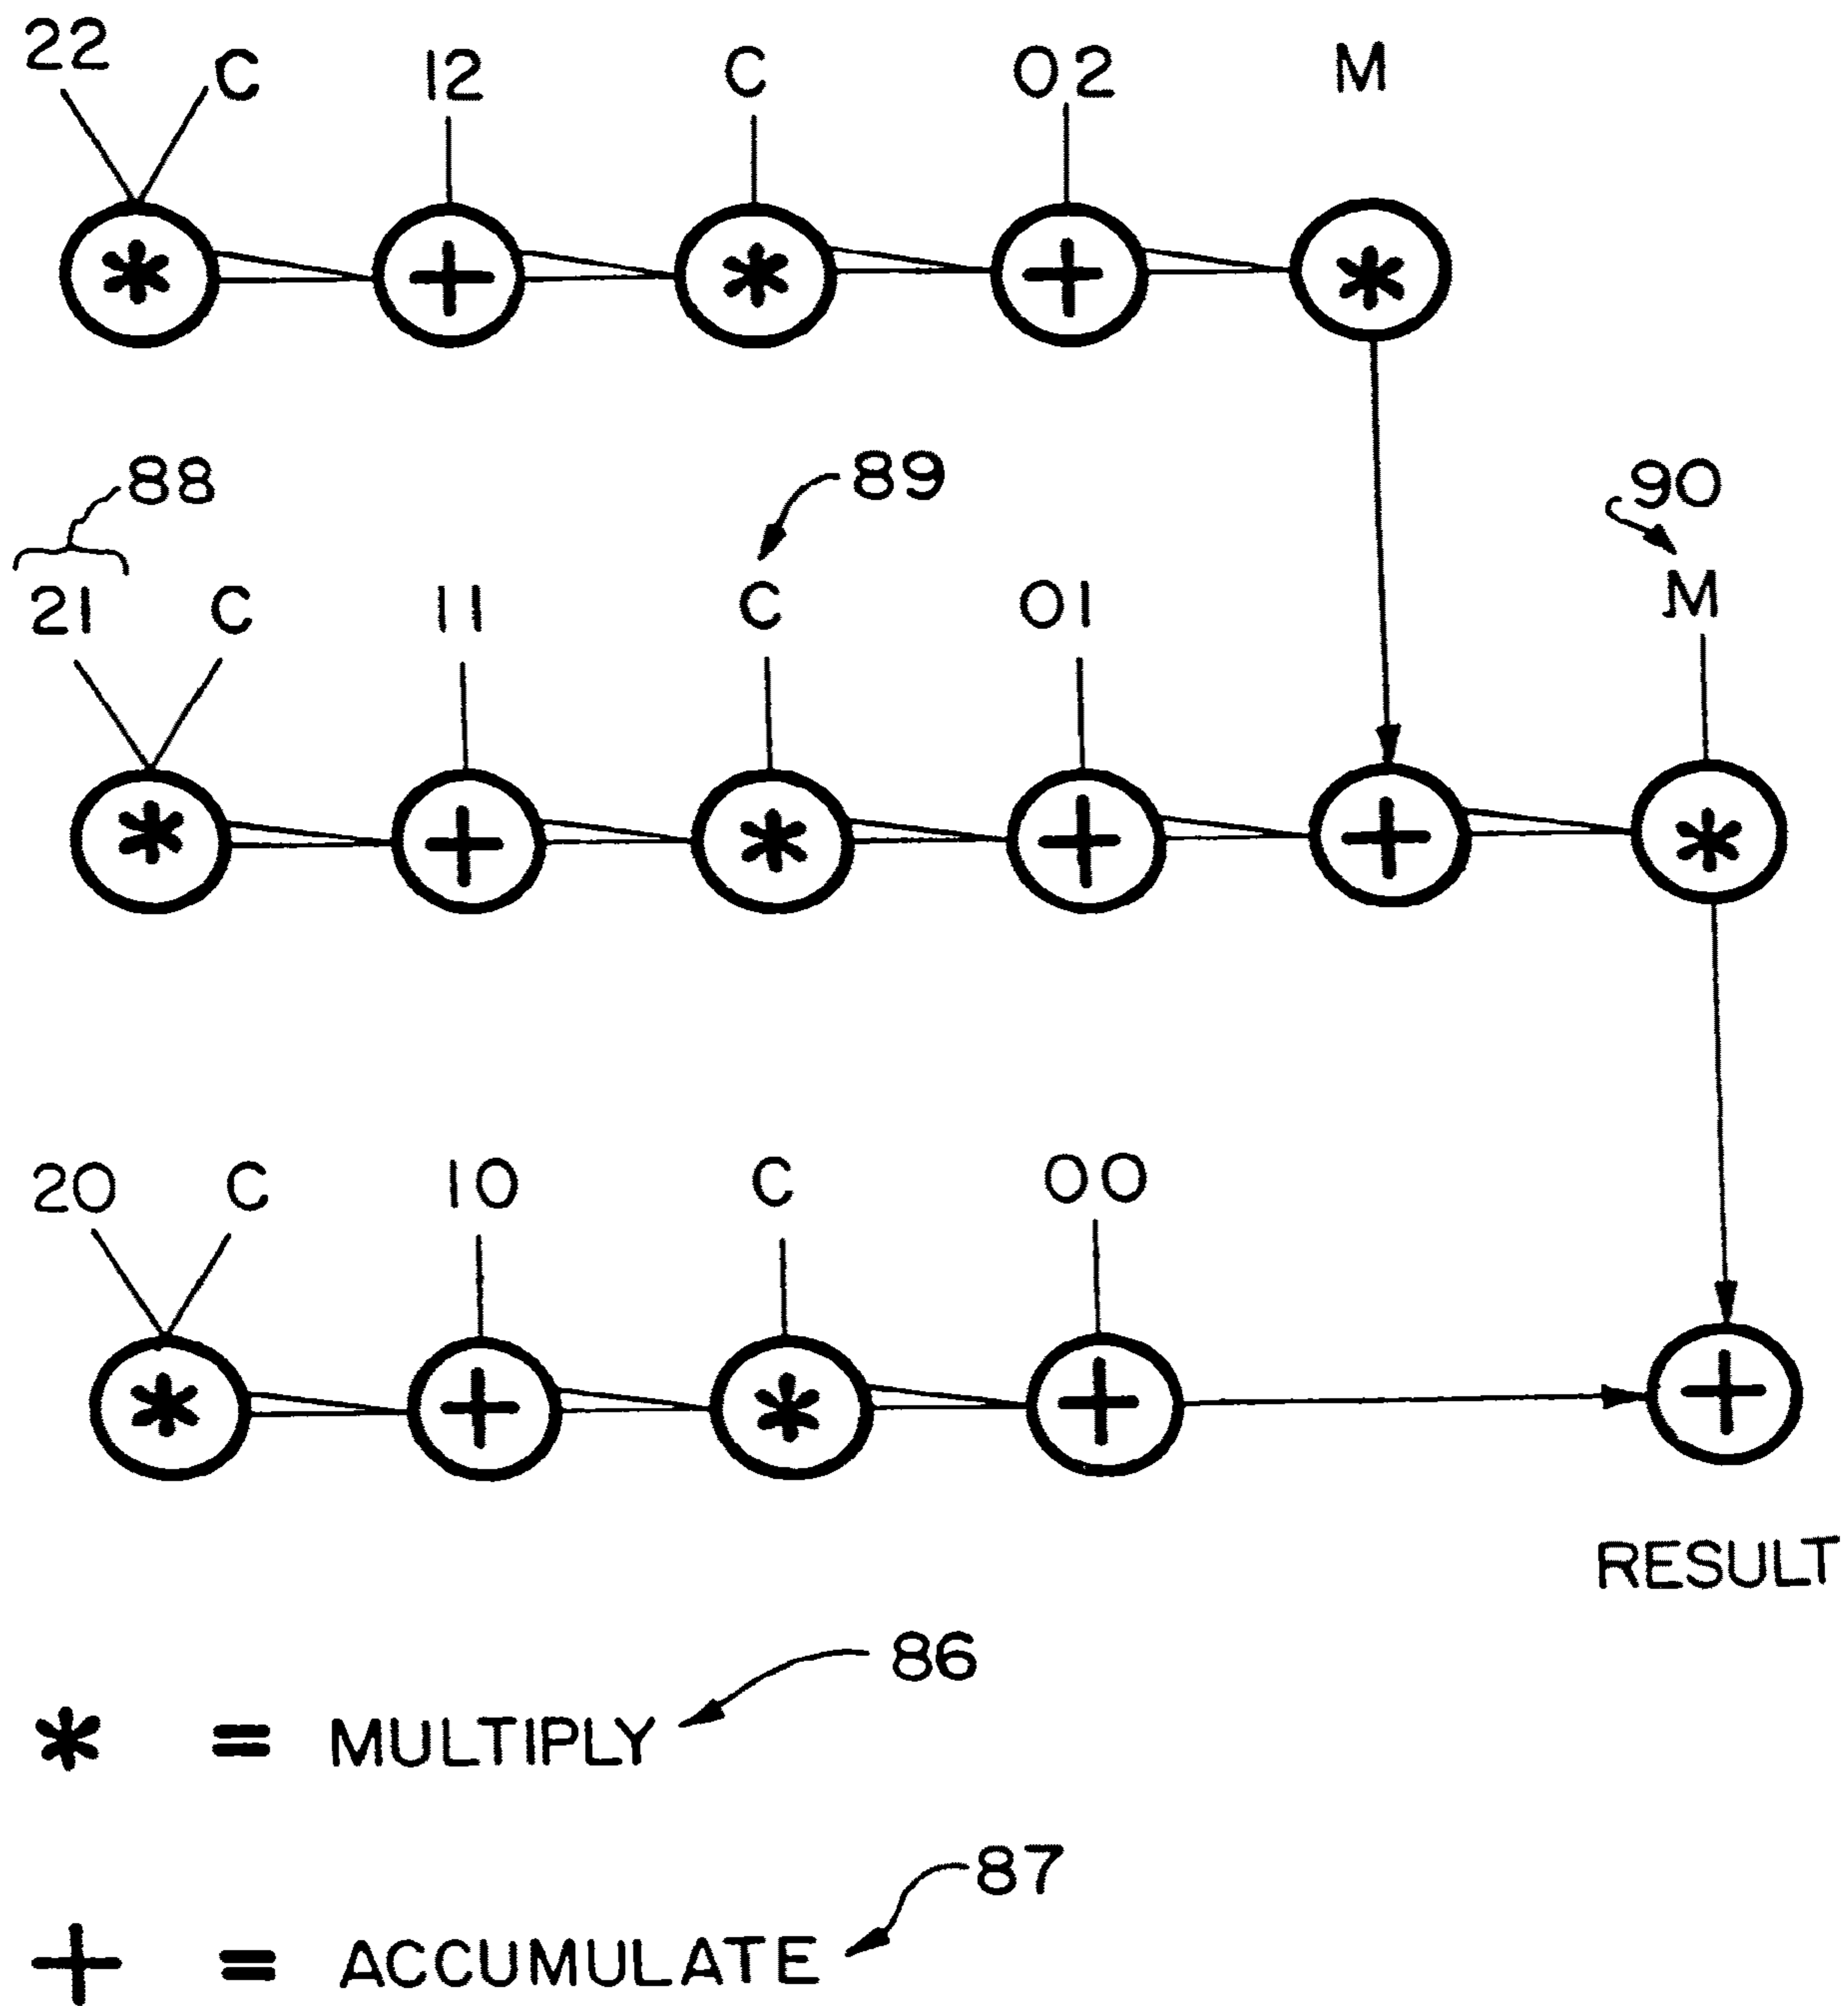 22 C 12 C 02 M
* + * + *
88 89 90
21 C 11 C 01 M
* + * + + *
20 C 10 C 00
* + * + +
RESULT
86
* = MULTIPLY
87
+ = ACCUMULATE